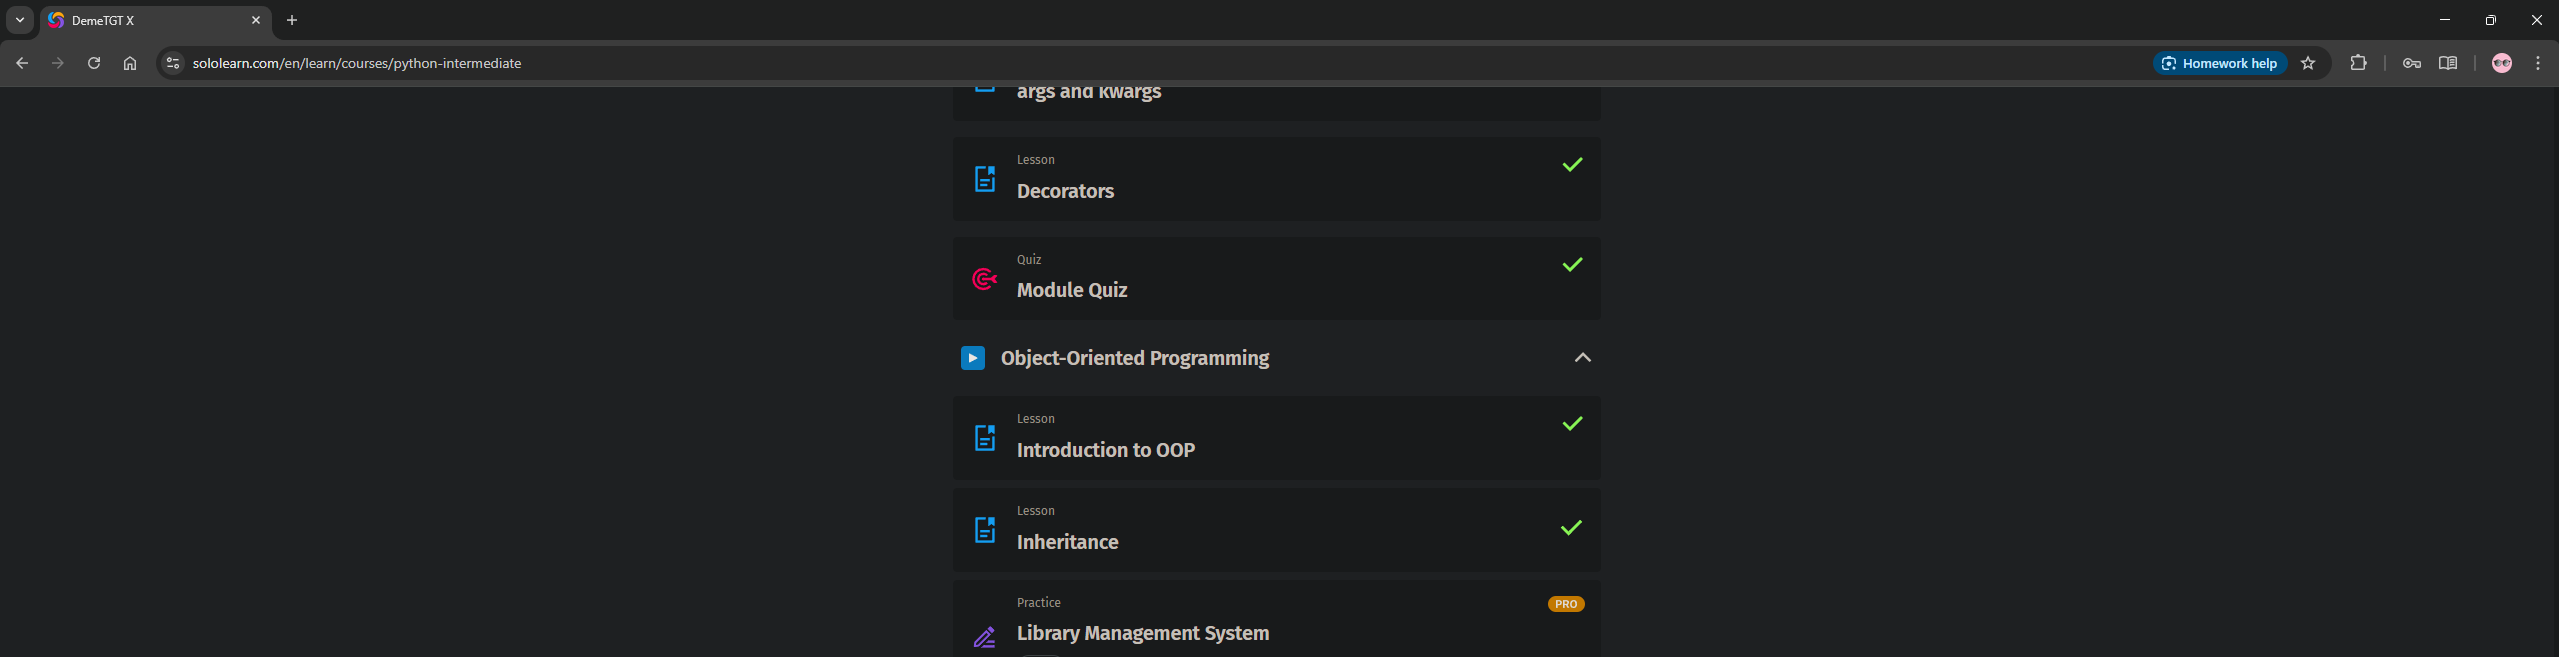 DemeTGT X
sololearn.com/en/learn/courses/python-intermediate
Homework help
args and kwargs
Lesson
Decorators
Quiz
Module Quiz
Object-Oriented Programming
Lesson
Introduction to OOP
Lesson
Inheritance
Practice
PRO
Library Management System